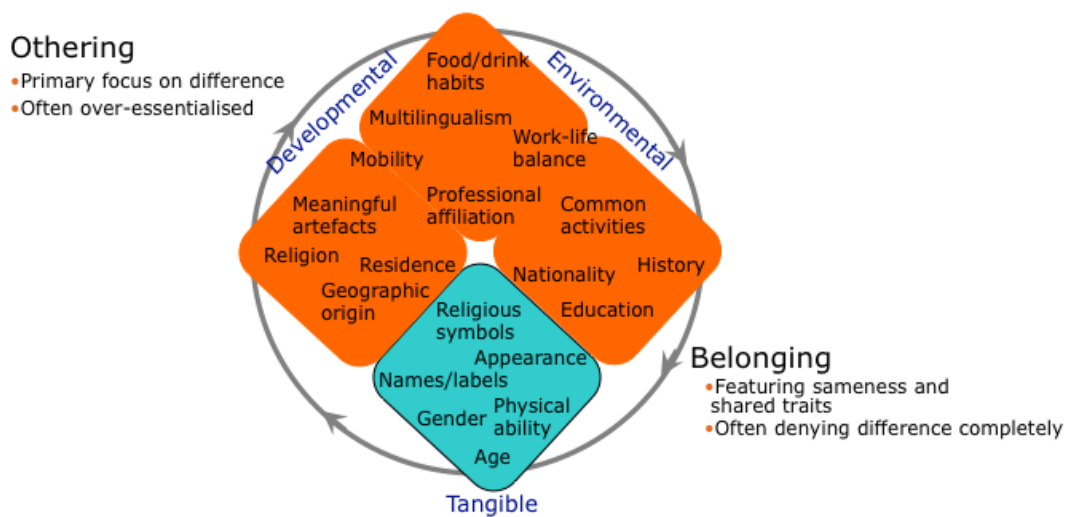 Othering
•Primary focus on difference
•Often over-essentialised
Developmental
Environmental
Food/drink
habits
Multilingualism
Work-life
balance
Mobility
Professional
affiliation
Meaningful
artefacts
Religion
Residence
Geographic
origin
Common
activities
Nationality
History
Education
Religious
symbols
Appearance
Names/labels
Gender
Physical
ability
Age
Tangible
Belonging
•Featuring sameness and
shared traits
•Often denying difference completely